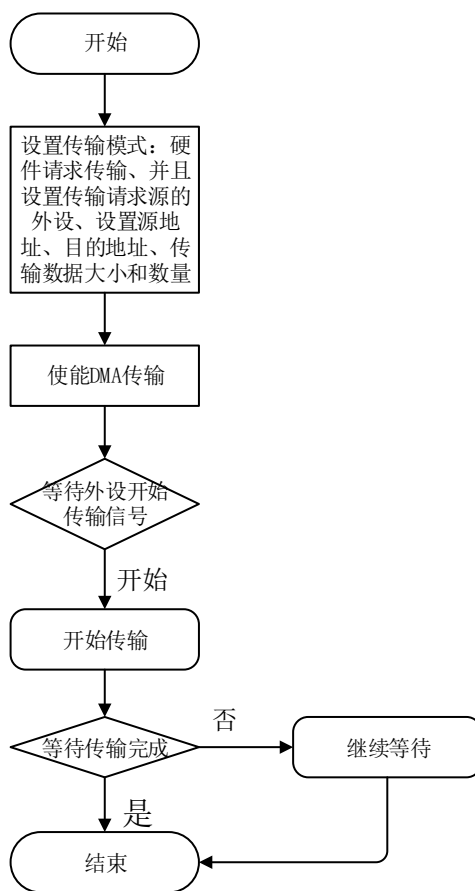 开始
设置传输模式：硬
件请求传输、并且
设置传输请求源的
外设、设置源地
址、目的地址、传
输数据大小和数量
使能DMA传输
等待外设开始
传输信号
开始
开始传输
等待传输完成
否
继续等待
是
结束